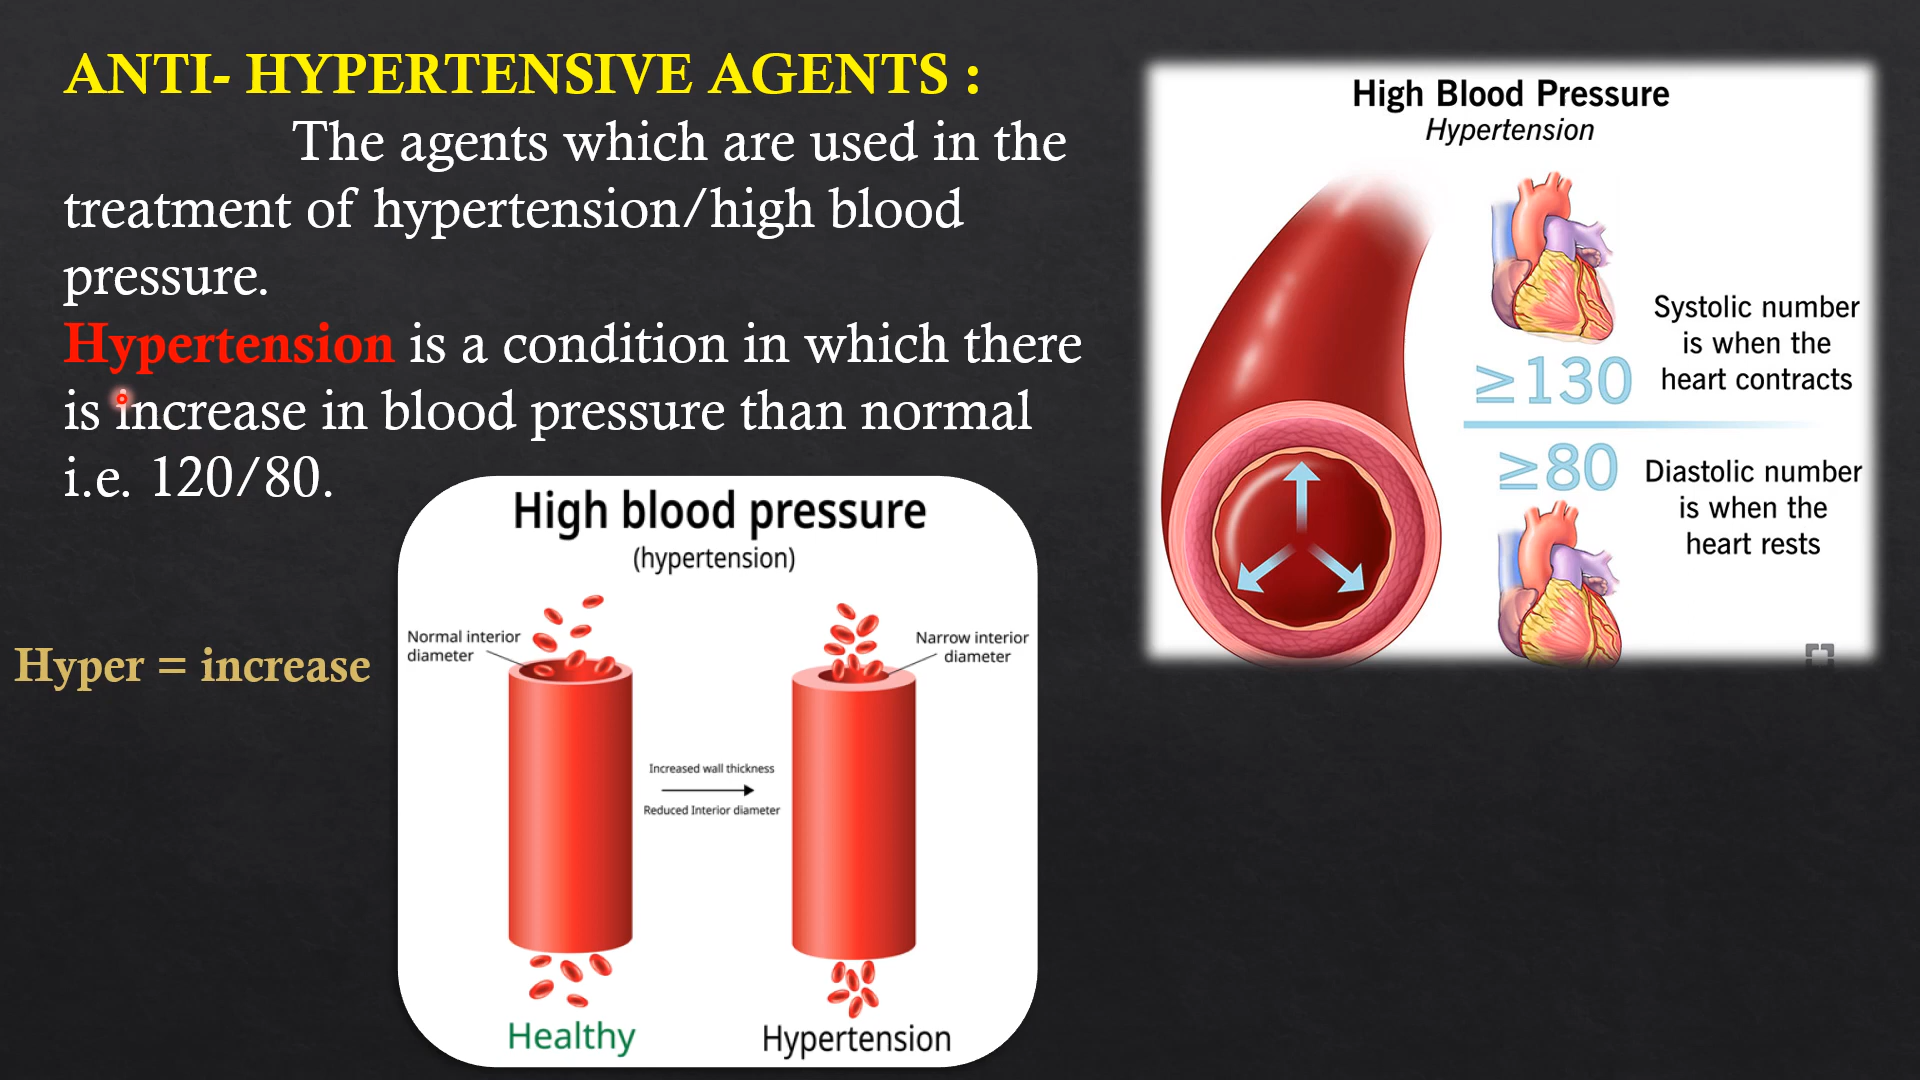 ANTI- HYPERTENSIVE AGENTS :
The agents which are used in the
treatment of hypertension/high blood
pressure.
Hypertension is a condition in which there
is increase in blood pressure than normal
i.e. 120/80.
Hyper = increase
High blood pressure
(hypertension)
Normal interior
diameter
Narrow interior
diameter
Increased wall thickness
Reduced Interior diameter
Healthy
Hypertension
High Blood Pressure
Hypertension
Systolic number
is when the
heart contracts
≥130
≥80
Diastolic number
is when the
heart rests